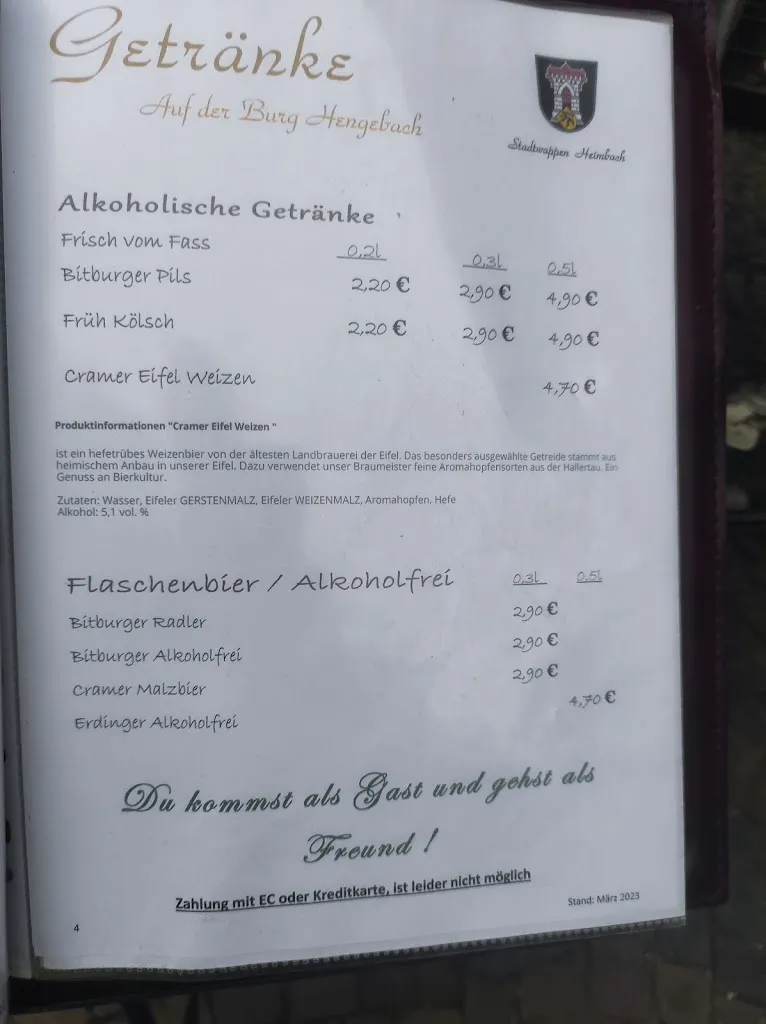 Getränke
Auf der Burg Hengebach
Stadtwappen Heimbach
Alkoholische Getränke
Frisch vom Fass 0,2l 0,3l 0,5l
Bitburger Pils 2,20 € 2,90 € 4,90 €
Früh Kölsch 2,20 € 2,90 € 4,90 €
Cramer Eifel Weizen 4,70 €
Produktinformationen "Cramer Eifel Weizen "
ist ein hefetrübes Weizenbier von der ältesten Landbrauerei der Eifel. Das besonders ausgewählte Getreide stammt aus
heimischem Anbau in unserer Eifel. Dazu verwendet unser Braumeister feine Aromahopfensorten aus der Hallertau. Ein
Genuss an Bierkultur.
Zutaten: Wasser, Eifeler GERSTENMALZ, Eifeler WEIZENMALZ, Aromahopfen. Hefe
Alkohol: 5,1 vol. %
Flaschenbier / Alkoholfrei 0,3l 0,5l
Bitburger Radler 2,90 €
Bitburger Alkoholfrei 2,90 €
Cramer Malzbier 2,90 €
Erdinger Alkoholfrei 4,70 €
Du kommst als Gast und gehst als
Freund !
Zahlung mit EC oder Kreditkarte, ist leider nicht möglich
Stand: März 2023
4